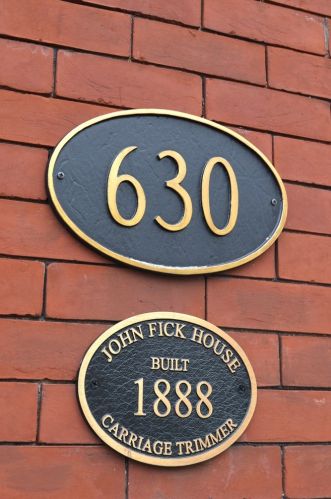 630
JOHN FICK HOUSE
BUILT
1888
CARRIAGE TRIMMER